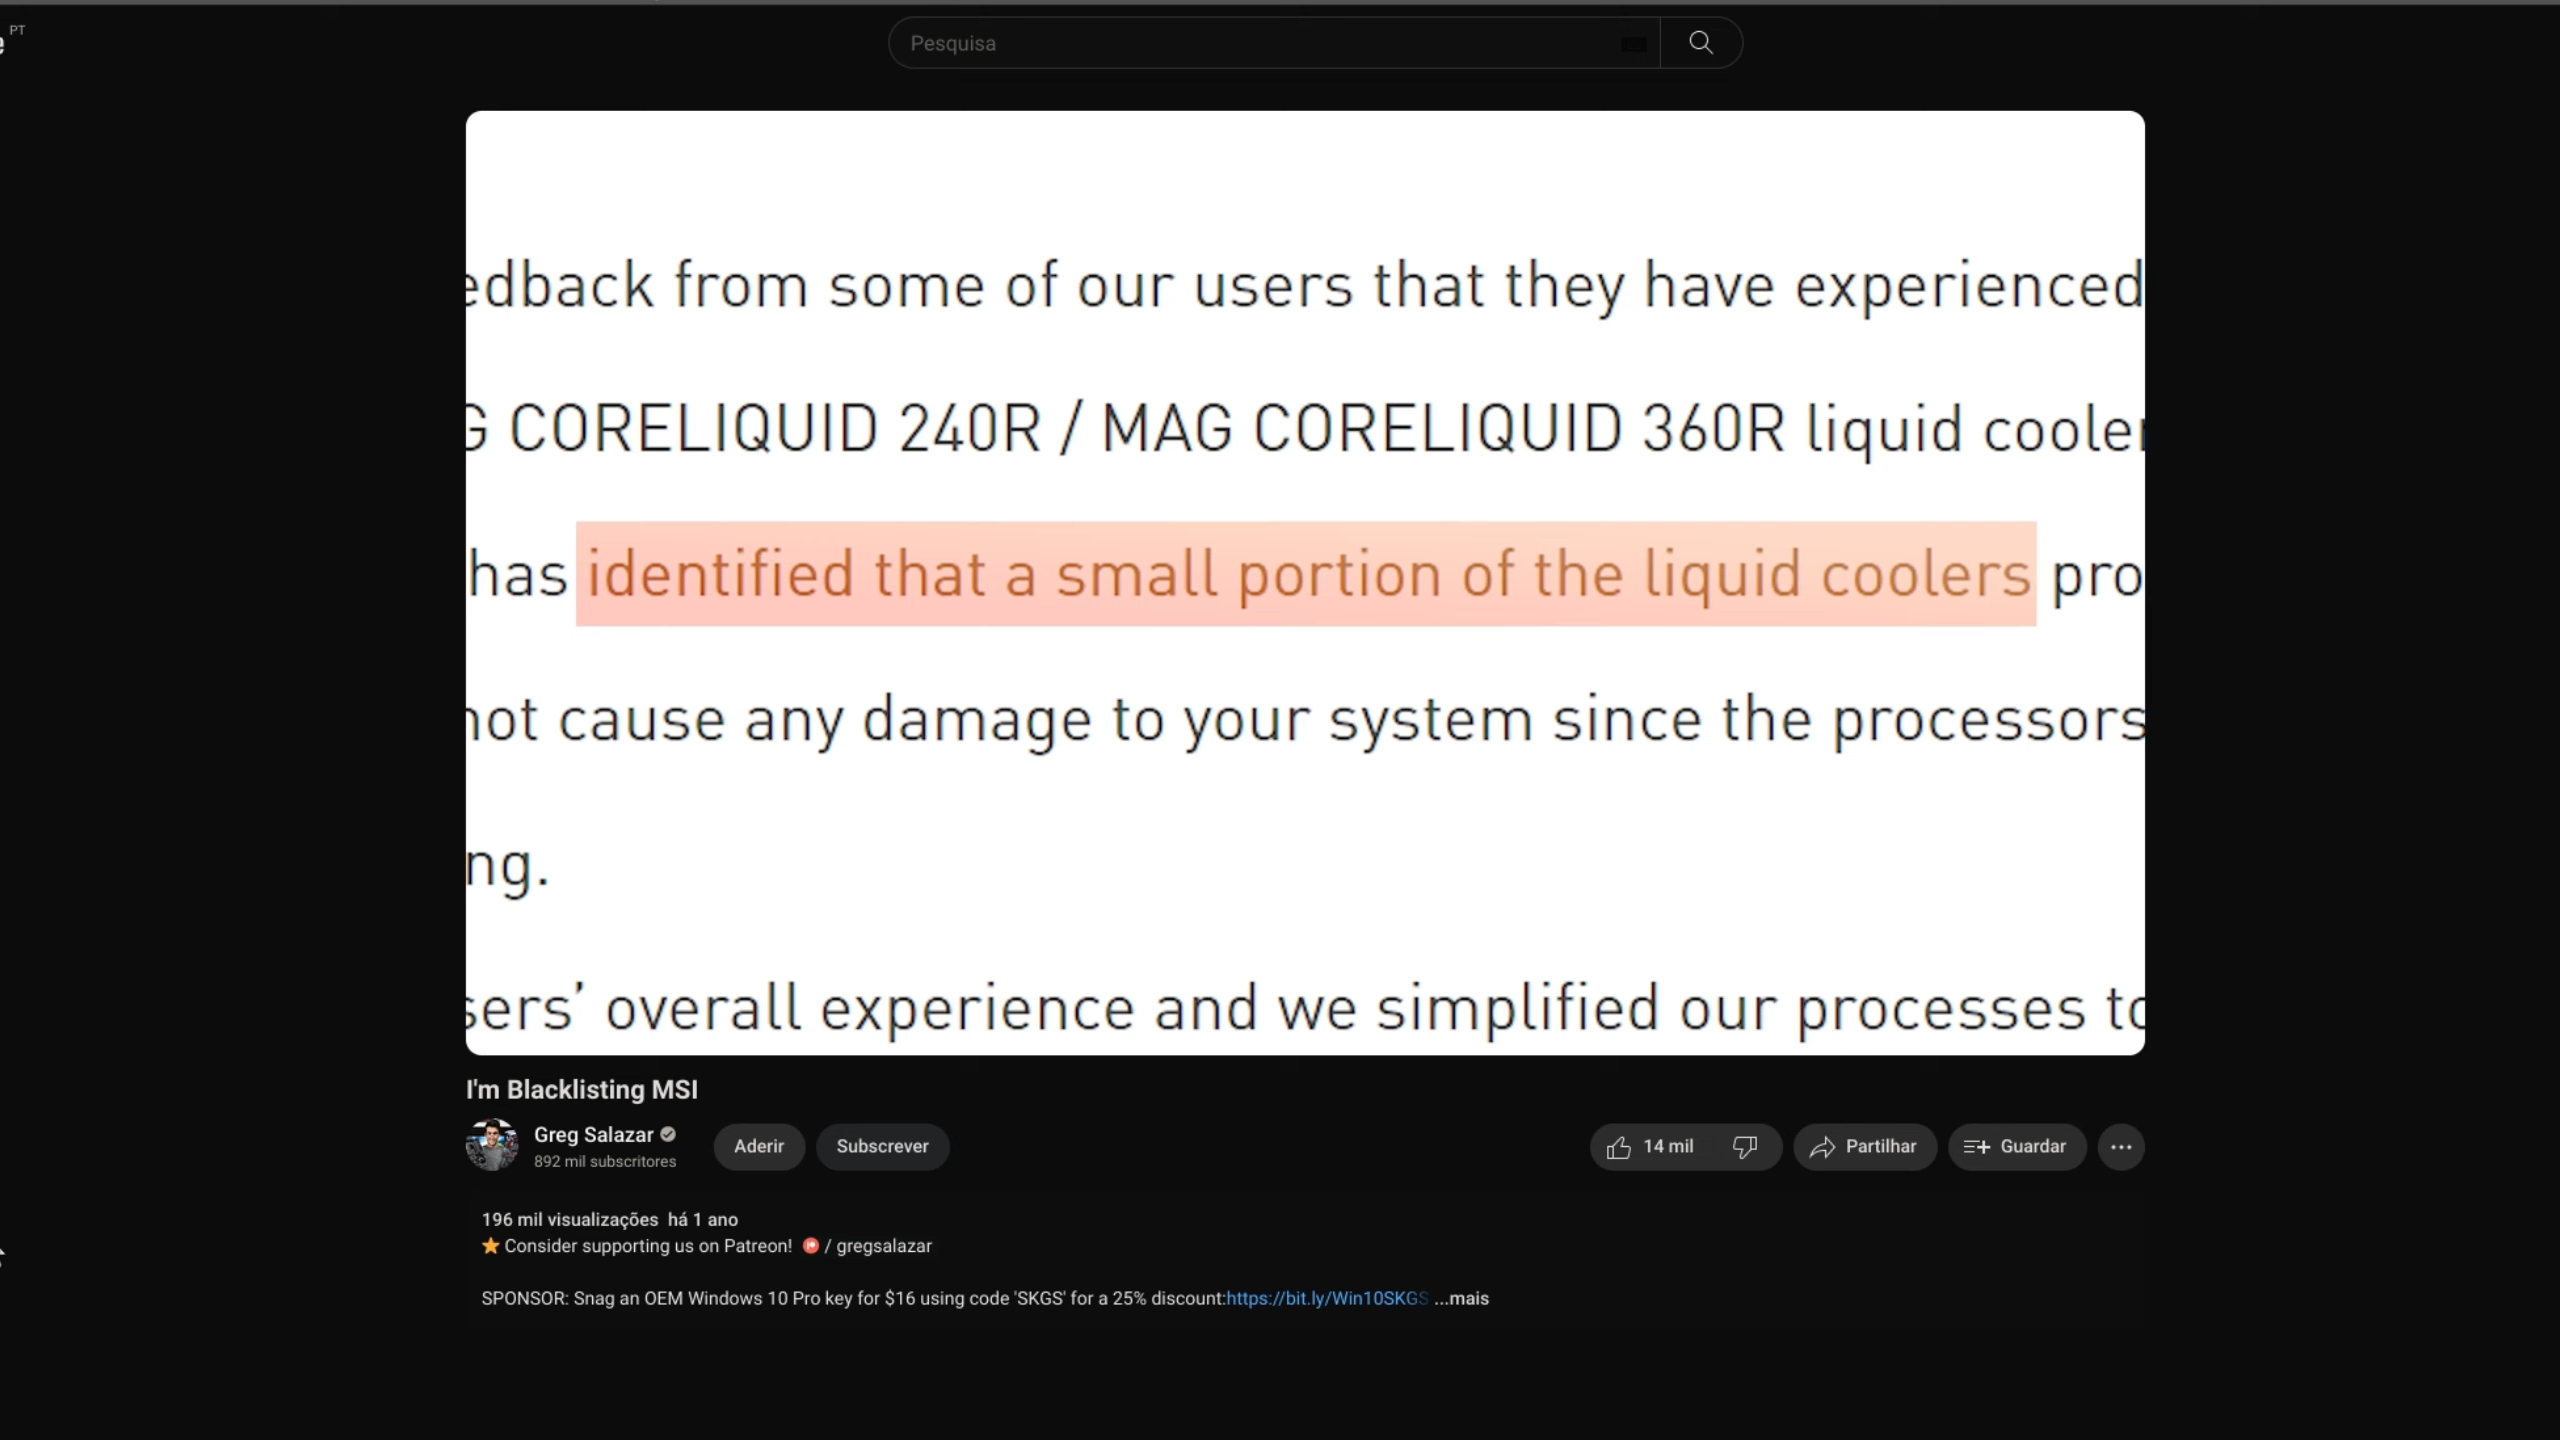 PT
Pesquisa
edback from some of our users that they have experienced
G CORELIQUID 240R / MAG CORELIQUID 360R liquid cooler
has identified that a small portion of the liquid coolers pro
not cause any damage to your system since the processors
ng.
sers’ overall experience and we simplified our processes to
I'm Blacklisting MSI
Greg Salazar
892 mil subscritores
Aderir
Subscrever
14 mil
Partilhar
Guardar
196 mil visualizações há 1 ano
Consider supporting us on Patreon! / gregsalazar
SPONSOR: Snag an OEM Windows 10 Pro key for $16 using code 'SKGS' for a 25% discount:https://bit.ly/Win10SKGS ...mais